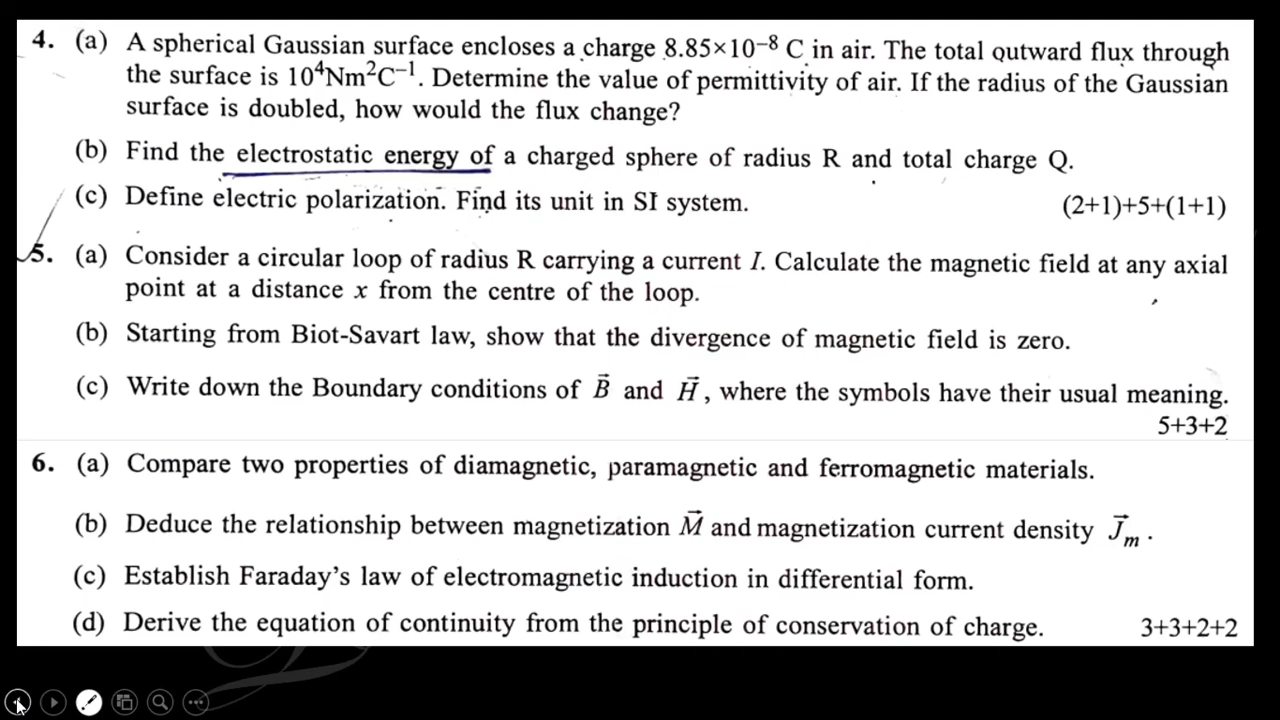 4. (a) A spherical Gaussian surface encloses a charge 8.85×10⁻⁸ C in air. The total outward flux through
the surface is 10⁴Nm²C⁻¹. Determine the value of permittivity of air. If the radius of the Gaussian
surface is doubled, how would the flux change?
(b) Find the electrostatic energy of a charged sphere of radius R and total charge Q.
(c) Define electric polarization. Find its unit in SI system. (2+1)+5+(1+1)
5. (a) Consider a circular loop of radius R carrying a current I. Calculate the magnetic field at any axial
point at a distance x from the centre of the loop.
(b) Starting from Biot-Savart law, show that the divergence of magnetic field is zero.
(c) Write down the Boundary conditions of B⃗ and H⃗, where the symbols have their usual meaning.
5+3+2
6. (a) Compare two properties of diamagnetic, paramagnetic and ferromagnetic materials.
(b) Deduce the relationship between magnetization M⃗ and magnetization current density J⃗ₘ.
(c) Establish Faraday's law of electromagnetic induction in differential form.
(d) Derive the equation of continuity from the principle of conservation of charge. 3+3+2+2